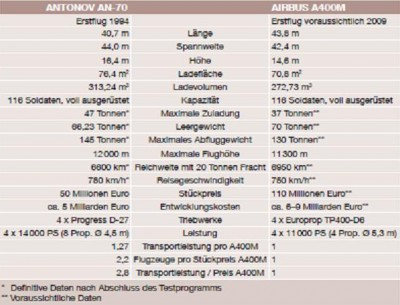 ANTONOV AN-70 AIRBUS A400M
Erstflug 1994 Erstflug voraussichtlich 2009
40,7 m Länge 43,8 m
44,0 m Spannweite 42,4 m
16,4 m Höhe 14,6 m
76,4 m² Ladefläche 70,8 m²
313,24 m³ Ladevolumen 272,73 m³
116 Soldaten, voll ausgerüstet Kapazität 116 Soldaten, voll ausgerüstet
47 Tonnen* Maximale Zuladung 37 Tonnen**
66,23 Tonnen* Leergewicht 70 Tonnen**
145 Tonnen* Maximales Abfluggewicht 130 Tonnen**
12000 m Maximale Flughöhe 11300 m
6600 km* Reichweite mit 20 Tonnen Fracht 6950 km**
750 km/h* Reisegeschwindigkeit 750 km/h**
50 Millionen Euro Stückpreis 110 Millionen Euro**
ca. 5 Milliarden Euro Entwicklungskosten ca. 6–9 Milliarden Euro**
4 x Progress D-27 Triebwerke 4 x Europrop TP400-D6
4 x 14000 PS (8 Prop. Ø 4,5 m) Leistung 4 x 11000 PS (4 Prop. Ø 5,3 m)
1,27 Transportleistung pro A400M 1
2,2 Flugzeuge pro Stückpreis A400M 1
2,8 Transportleistung / Preis A400M 1
* Definitive Daten nach Abschluss des Testprogramms
** Voraussichtliche Daten